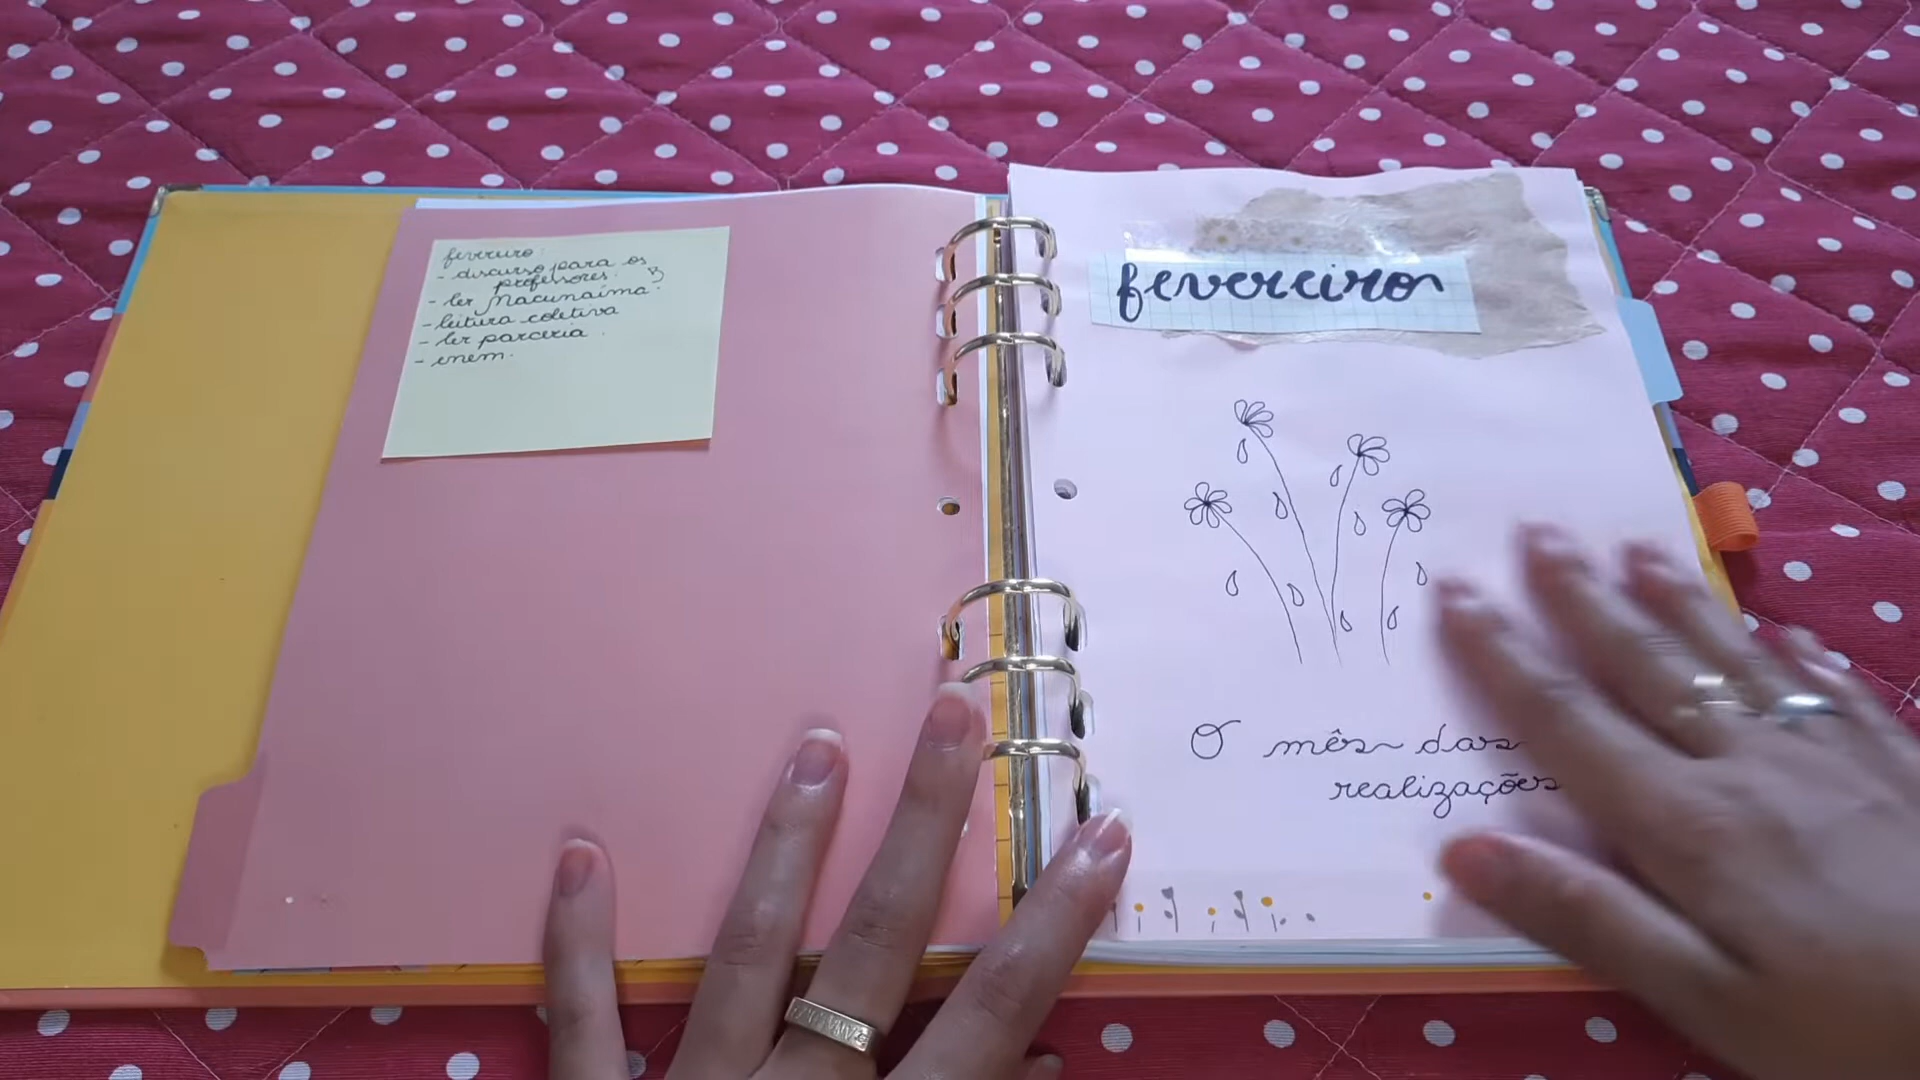 fevereiro:
- discurso para os
professores.
- ler Macunaíma.
- leitura coletiva
- ler parceria.
- enem.
fevereiro
O mês das
realizações